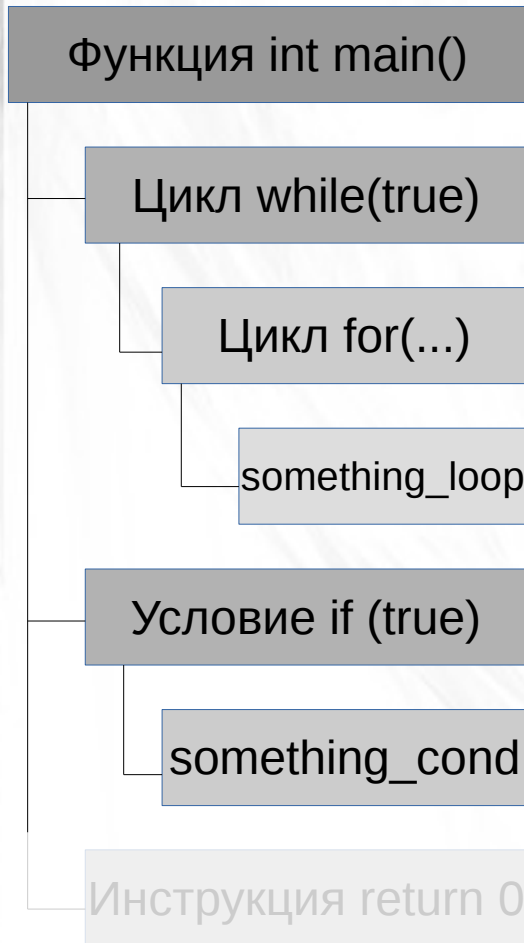 Функция int main()
Цикл while(true)
Цикл for(...)
something_loop
Условие if (true)
something_cond
Инструкция return 0